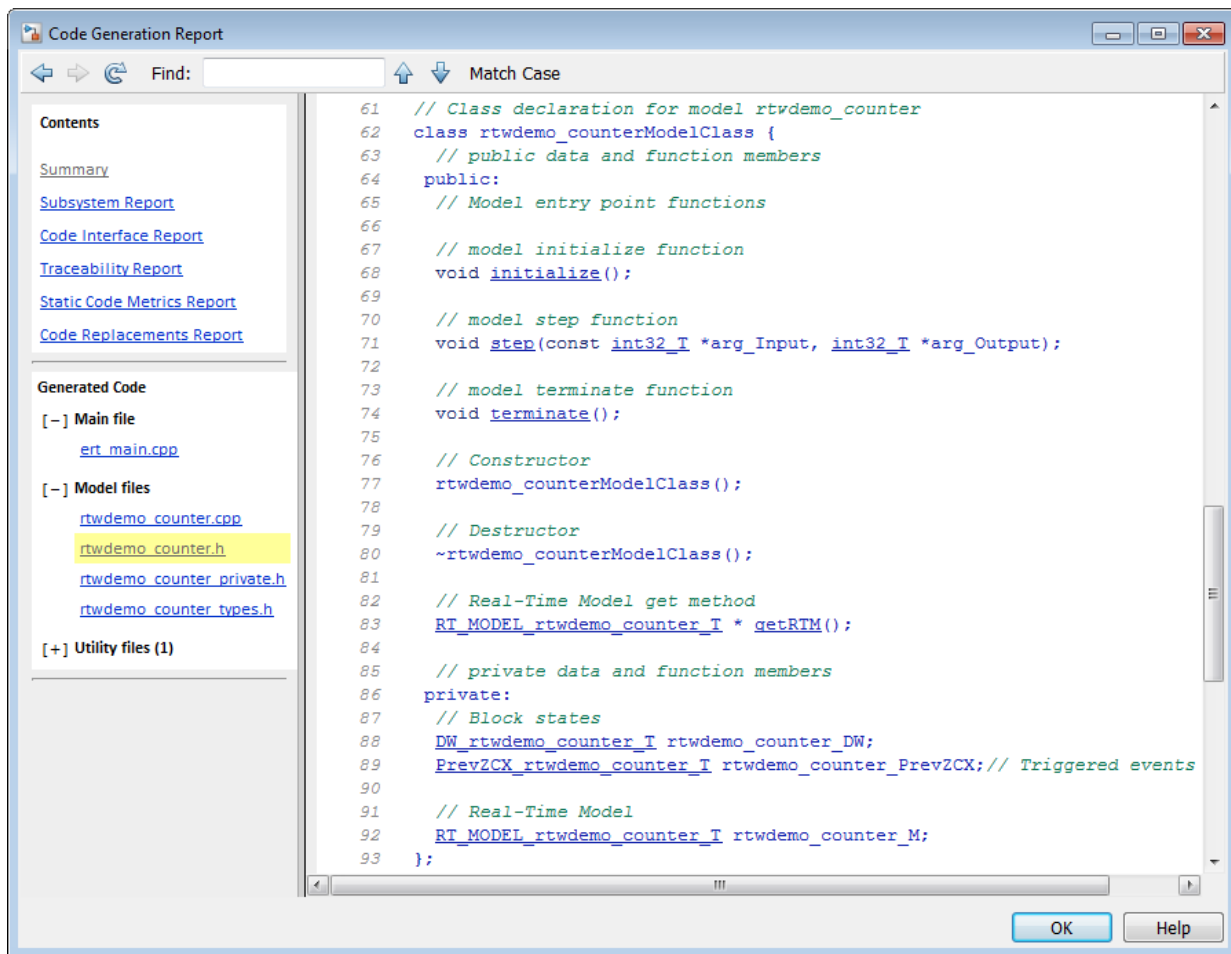 Code Generation Report
Find:
Match Case
Contents
Summary
Subsystem Report
Code Interface Report
Traceability Report
Static Code Metrics Report
Code Replacements Report
Generated Code
[-] Main file
ert_main.cpp
[-] Model files
rtwdemo_counter.cpp
rtwdemo_counter.h
rtwdemo_counter_private.h
rtwdemo_counter_types.h
[+] Utility files (1)
61 // Class declaration for model rtwdemo_counter
62 class rtwdemo_counterModelClass {
63 // public data and function members
64 public:
65 // Model entry point functions
66
67 // model initialize function
68 void initialize();
69
70 // model step function
71 void step(const int32_T *arg_Input, int32_T *arg_Output);
72
73 // model terminate function
74 void terminate();
75
76 // Constructor
77 rtwdemo_counterModelClass();
78
79 // Destructor
80 ~rtwdemo_counterModelClass();
81
82 // Real-Time Model get method
83 RT_MODEL_rtwdemo_counter_T * getRTM();
84
85 // private data and function members
86 private:
87 // Block states
88 DW_rtwdemo_counter_T rtwdemo_counter_DW;
89 PrevZCX_rtwdemo_counter_T rtwdemo_counter_PrevZCX;// Triggered events
90
91 // Real-Time Model
92 RT_MODEL_rtwdemo_counter_T rtwdemo_counter_M;
93 };
OK
Help